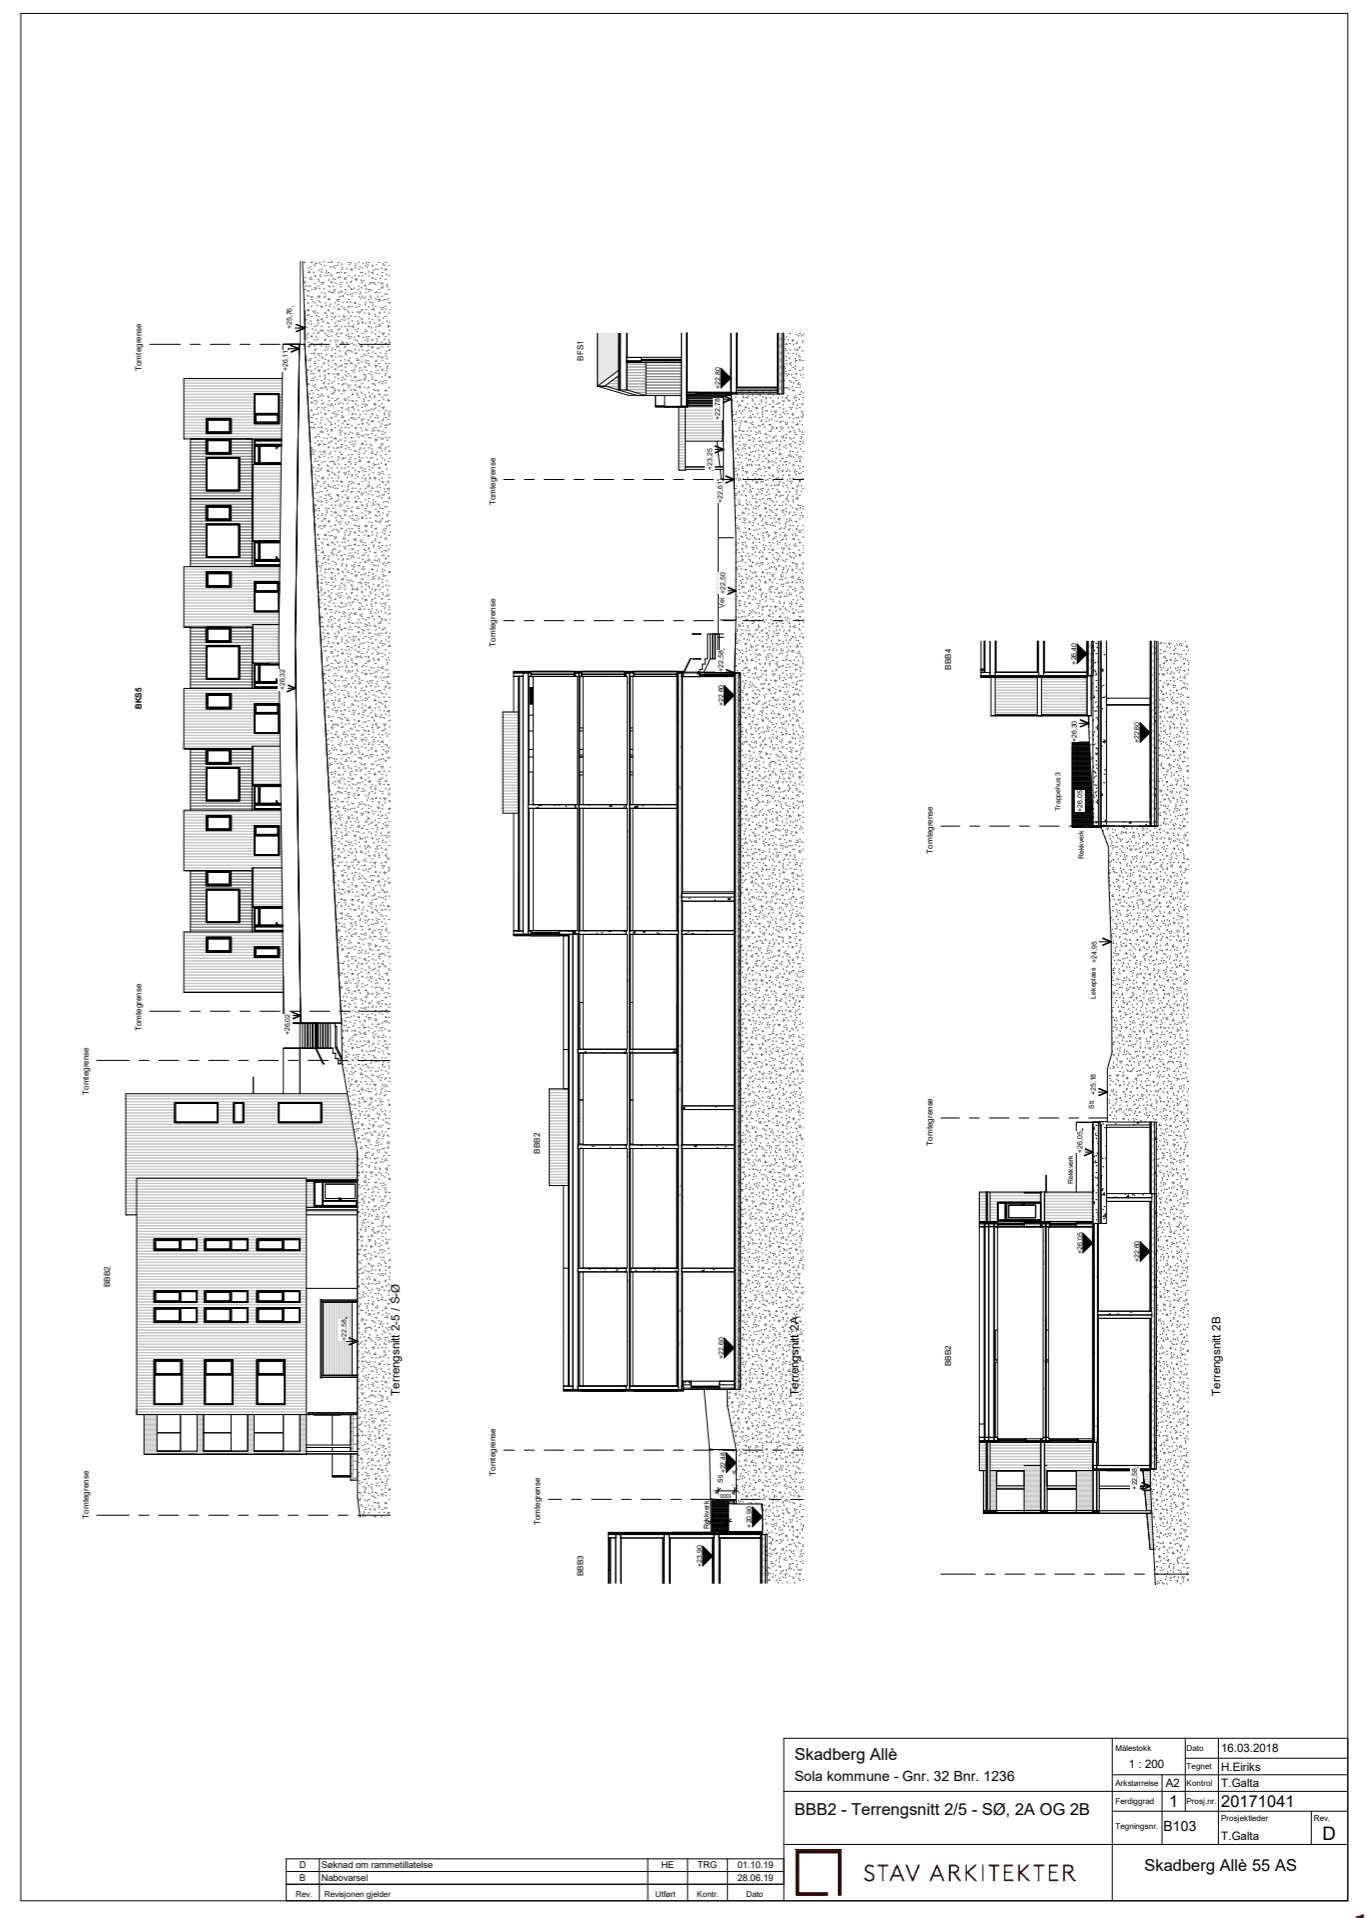 Tomtegrense
+25,76
+26,11
BKS5
+26,32
Tomtegrense
+26,02
Tomtegrense
BBB2
+22,58
Tomtegrense
Terrengsnitt 2-5 / S-Ø
BFS1
+22,80
+22,78
+23,25
Tomtegrense
+22,61
Vei +22,50
Tomtegrense
+22,58
+22,60
BBB2
+22,60
Tomtegrense
Sti +22,48
1000
Tomtegrense
Rekkverk
+20,90
+23,90
BBB3
Terrengsnitt 2A
BBB4
+26,40
+26,30
+22,60
Trappehus 3
+26,05
Tomtegrense
Rekkverk
Lekeplass +24,95
Sti +25,18
Tomtegrense
+26,05
Rekkverk
+26,05
+22,60
BBB2
+22,58
Terrengsnitt 2B
Skadberg Allè
Sola kommune - Gnr. 32 Bnr. 1236
BBB2 - Terrengsnitt 2/5 - SØ, 2A OG 2B
Målestokk
1 : 200
Dato 16.03.2018
Tegnet H.Eiriks
Arkstørrelse A2 Kontrol T.Galta
Ferdiggrad 1 Prosj.nr. 20171041
Tegningsnr. B103
Prosjektleder
T.Galta
Rev.
D
STAV ARKITEKTER
Skadberg Allè 55 AS
D Søknad om rammetillatelse HE TRG 01.10.19
B Nabovarsel 28.06.19
Rev. Revisjonen gjelder Utført Kontr. Dato